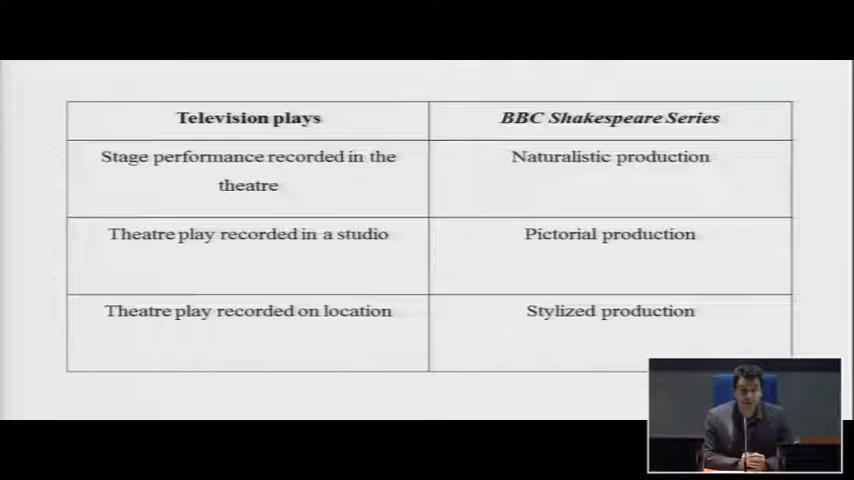 Television plays
BBC Shakespeare Series
Stage performance recorded in the
theatre
Naturalistic production
Theatre play recorded in a studio
Pictorial production
Theatre play recorded on location
Stylized production